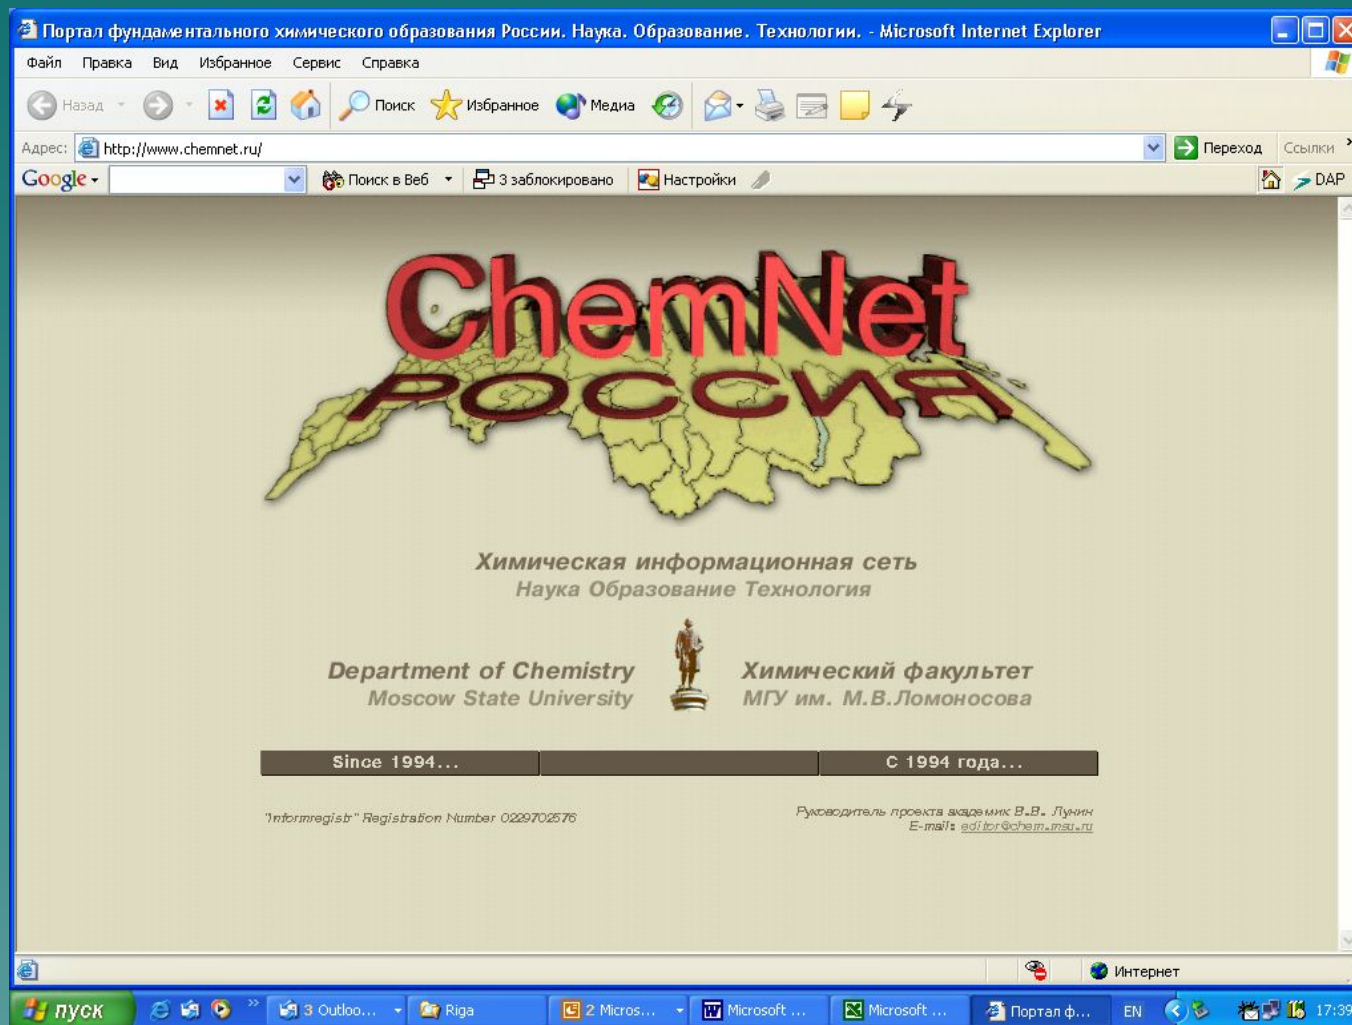 Портал фундаментального химического образования России. Наука. Образование. Технологии. - Microsoft Internet Explorer
Файл Правка Вид Избранное Сервис Справка
Назад Поиск Избранное Медиа
Адрес: http://www.chemnet.ru/ Переход Ссылки
Google Поиск в Веб 3 заблокировано Настройки DAP
ChemNet
РОССИЯ
Химическая информационная сеть
Наука Образование Технология
Department of Chemistry Химический факультет
Moscow State University МГУ им. М.В.Ломоносова
Since 1994... С 1994 года...
"Informregistr" Registration Number 0229702576 Руководитель проекта академик В.В. Лунин
E-mail: editor@chem.msu.ru
Интернет
пуск 3 Outloo... Riga 2 Micros... Microsoft ... Microsoft ... Портал ф... EN 17:39